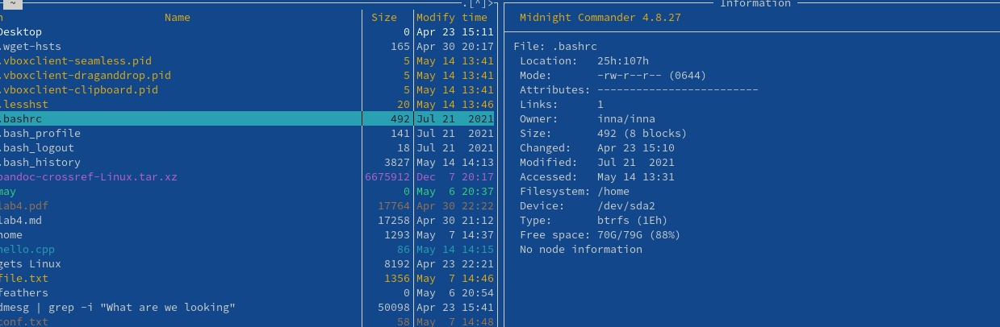 ~ .[^]> Information
n Name Size Modify time Midnight Commander 4.8.27
Desktop 0 Apr 23 15:11
.wget-hsts 165 Apr 30 20:17 File: .bashrc
.vboxclient-seamless.pid 5 May 14 13:41 Location: 25h:107h
.vboxclient-draganddrop.pid 5 May 14 13:41 Mode: -rw-r--r-- (0644)
.vboxclient-clipboard.pid 5 May 14 13:41 Attributes: -------------------------
.lesshst 20 May 14 13:46 Links: 1
.bashrc 492 Jul 21 2021 Owner: inna/inna
.bash_profile 141 Jul 21 2021 Size: 492 (8 blocks)
.bash_logout 18 Jul 21 2021 Changed: Apr 23 15:10
.bash_history 3827 May 14 14:13 Modified: Jul 21 2021
pandoc-crossref-Linux.tar.xz 6675912 Dec 7 20:17 Accessed: May 14 13:31
may 0 May 6 20:37 Filesystem: /home
lab4.pdf 17764 Apr 30 22:22 Device: /dev/sda2
lab4.md 17258 Apr 30 21:12 Type: btrfs (1Eh)
home 1293 May 7 14:37 Free space: 70G/79G (88%)
hello.cpp 86 May 14 14:15 No node information
gets Linux 8192 Apr 23 22:21
file.txt 1356 May 7 14:46
feathers 0 May 6 20:54
dmesg | grep -i "What are we looking" 50098 Apr 23 15:41
conf.txt 58 May 7 14:48